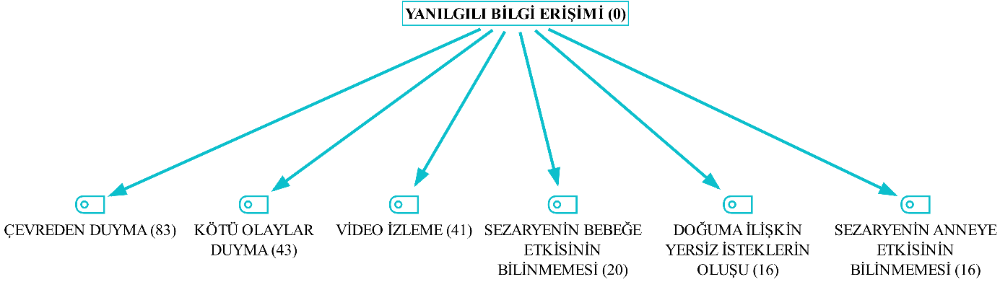 YANILGILI BİLGİ ERİŞİMİ (0)
ÇEVREDEN DUYMA (83)
KÖTÜ OLAYLAR
DUYMA (43)
VİDEO İZLEME (41)
SEZARYENİN BEBEĞE
ETKİSİNİN
BİLİNMEMESİ (20)
DOĞUMA İLİŞKİN
YERSİZ İSTEKLERİN
OLUŞU (16)
SEZARYENİN ANNEYE
ETKİSİNİN
BİLİNMEMESİ (16)